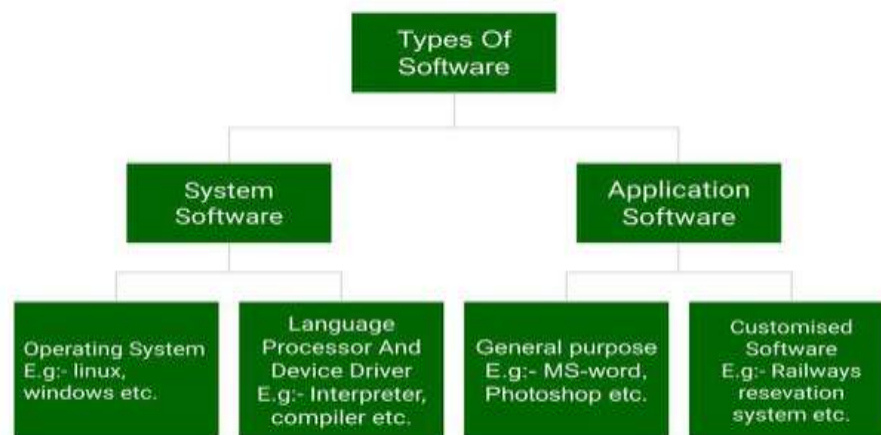 Types Of
Software
System
Software
Application
Software
Operating System
E.g:- linux,
windows etc.
Language
Processor And
Device Driver
E.g:- Interpreter,
compiler etc.
General purpose
E.g:- MS-word,
Photoshop etc.
Customised
Software
E.g:- Railways
resevation
system etc.